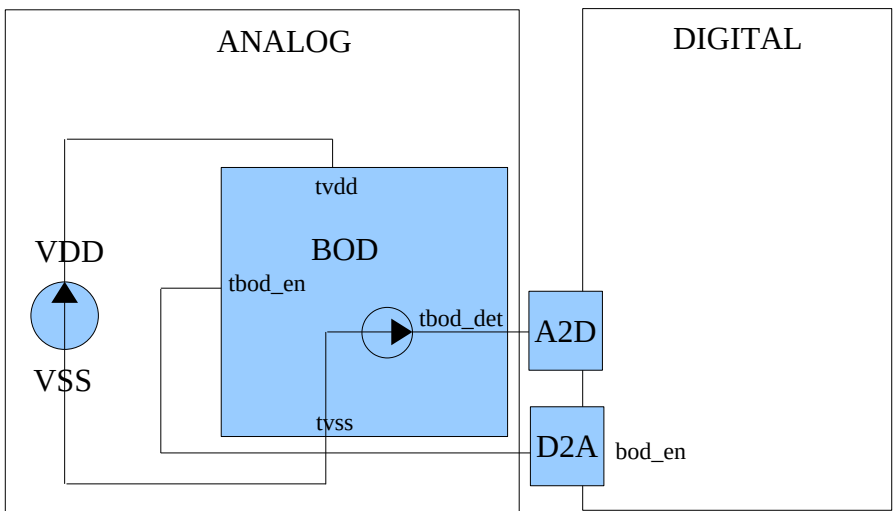 ANALOG
DIGITAL
tvdd
VDD
BOD
tbod_en
tbod_det
A2D
VSS
tvss
D2A
bod_en